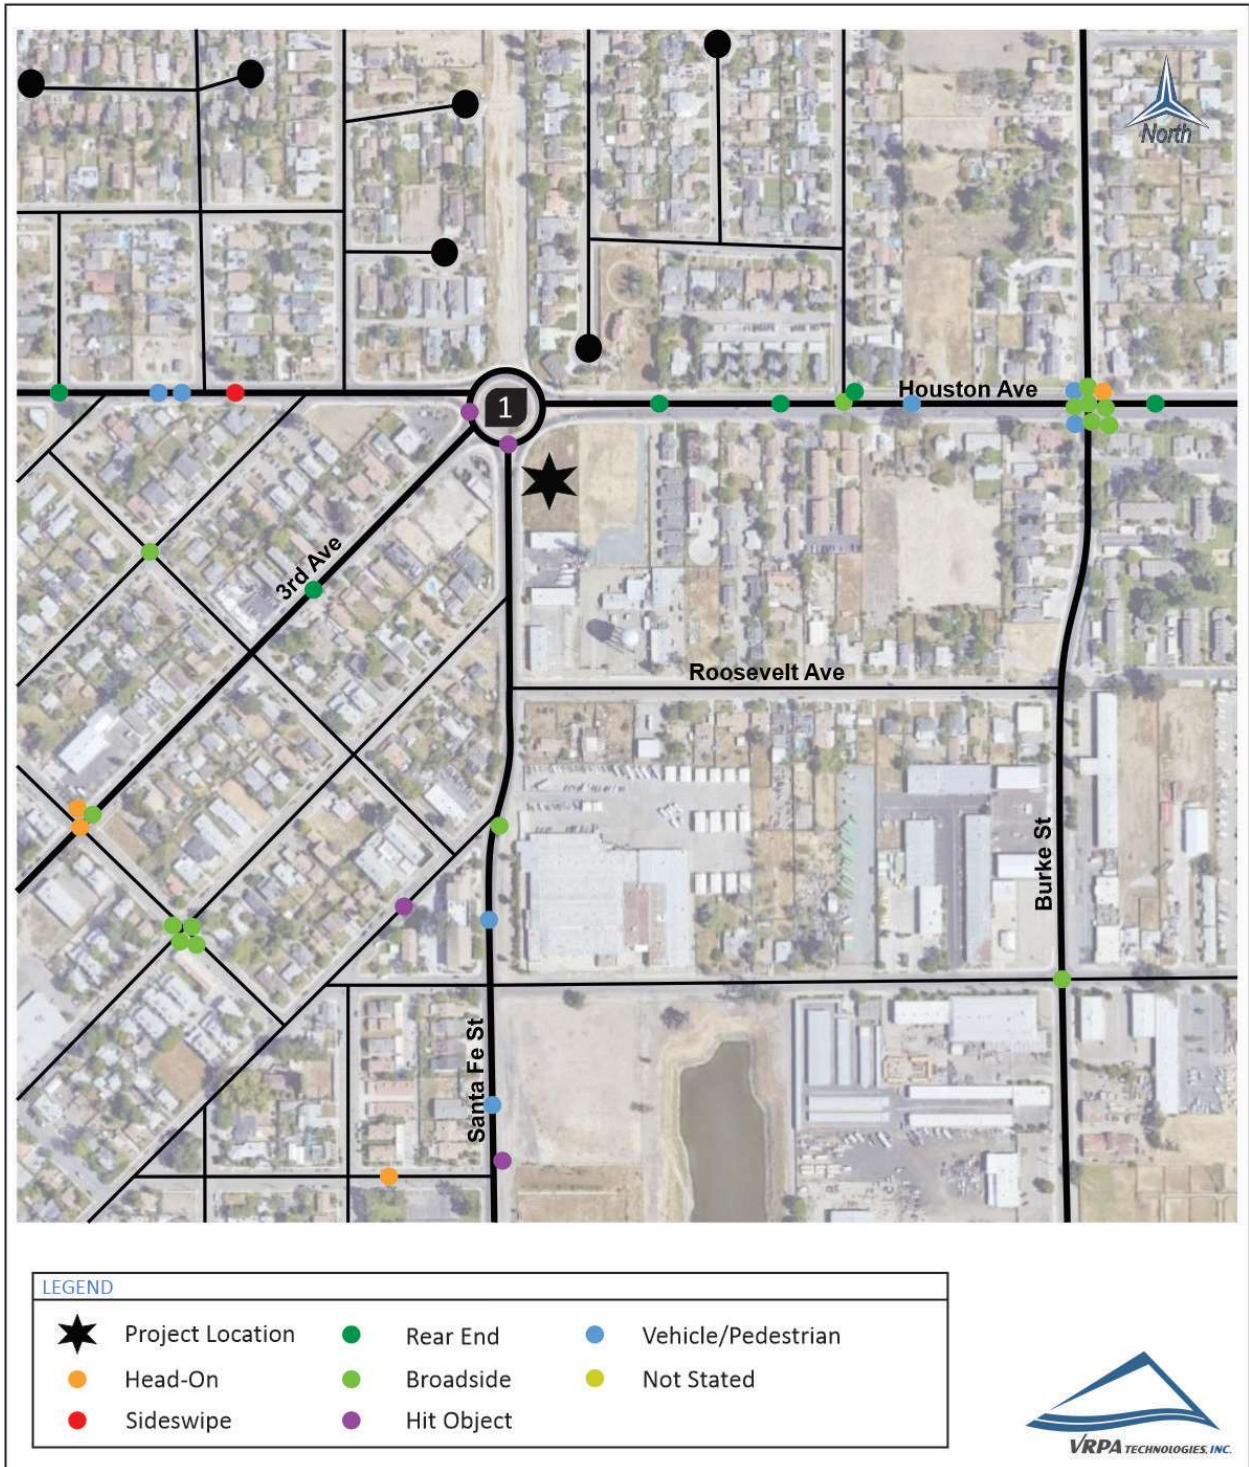 North
Houston Ave
1
3rd Ave
Roosevelt Ave
Burke St
Santa Fe St
LEGEND
Project Location
Rear End
Vehicle/Pedestrian
Head-On
Broadside
Not Stated
Sideswipe
Hit Object
VRPA TECHNOLOGIES, INC.